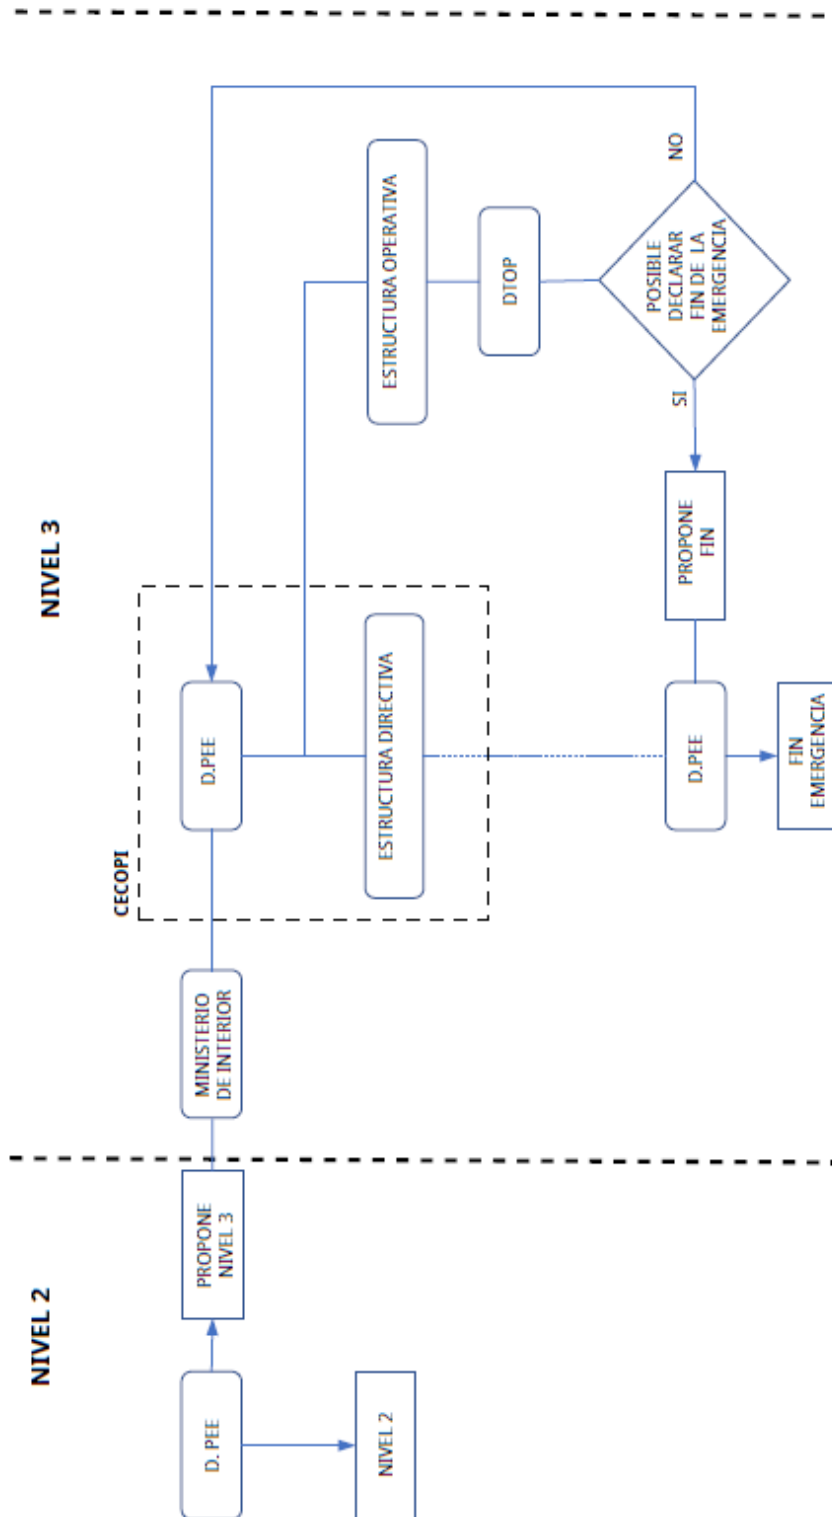 NIVEL 2
NIVEL 3
D. PEE
PROPONE
NIVEL 3
NIVEL 2
MINISTERIO
DE INTERIOR
CECOPI
D.PEE
ESTRUCTURA DIRECTIVA
ESTRUCTURA OPERATIVA
DTOP
POSIBLE
DECLARAR
FIN DE LA
EMERGENCIA
NO
SI
PROPONE
FIN
D.PEE
FIN
EMERGENCIA